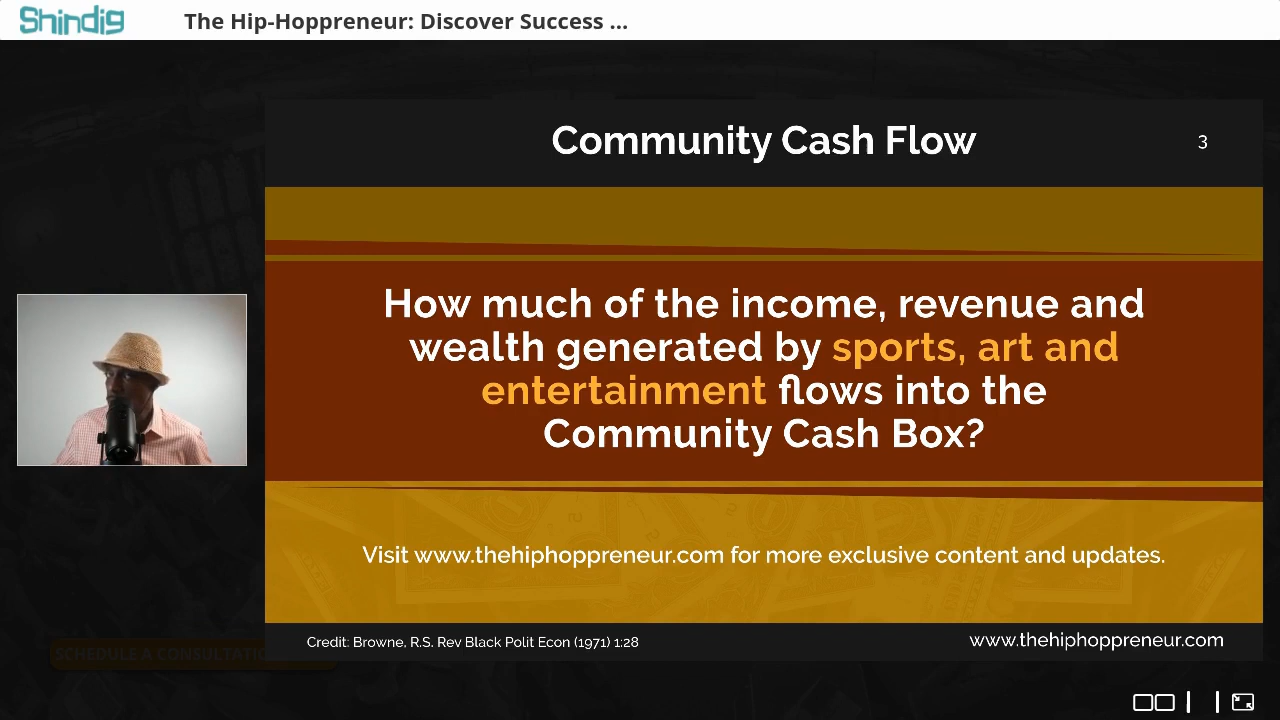 Shindig
The Hip-Hoppreneur: Discover Success ...
Community Cash Flow
3
How much of the income, revenue and
wealth generated by sports, art and
entertainment flows into the
Community Cash Box?
Visit www.thehiphoppreneur.com for more exclusive content and updates.
Credit: Browne, R.S. Rev Black Polit Econ (1971) 1:28
www.thehiphoppreneur.com
SCHEDULE A CONSULTATIO